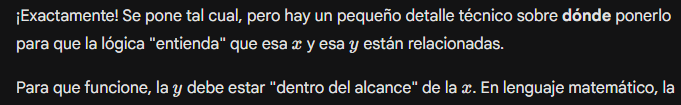 ¡Exactamente! Se pone tal cual, pero hay un pequeño detalle técnico sobre dónde ponerlo
para que la lógica "entienda" que esa x y esa y están relacionadas.
Para que funcione, la y debe estar "dentro del alcance" de la x. En lenguaje matemático, la